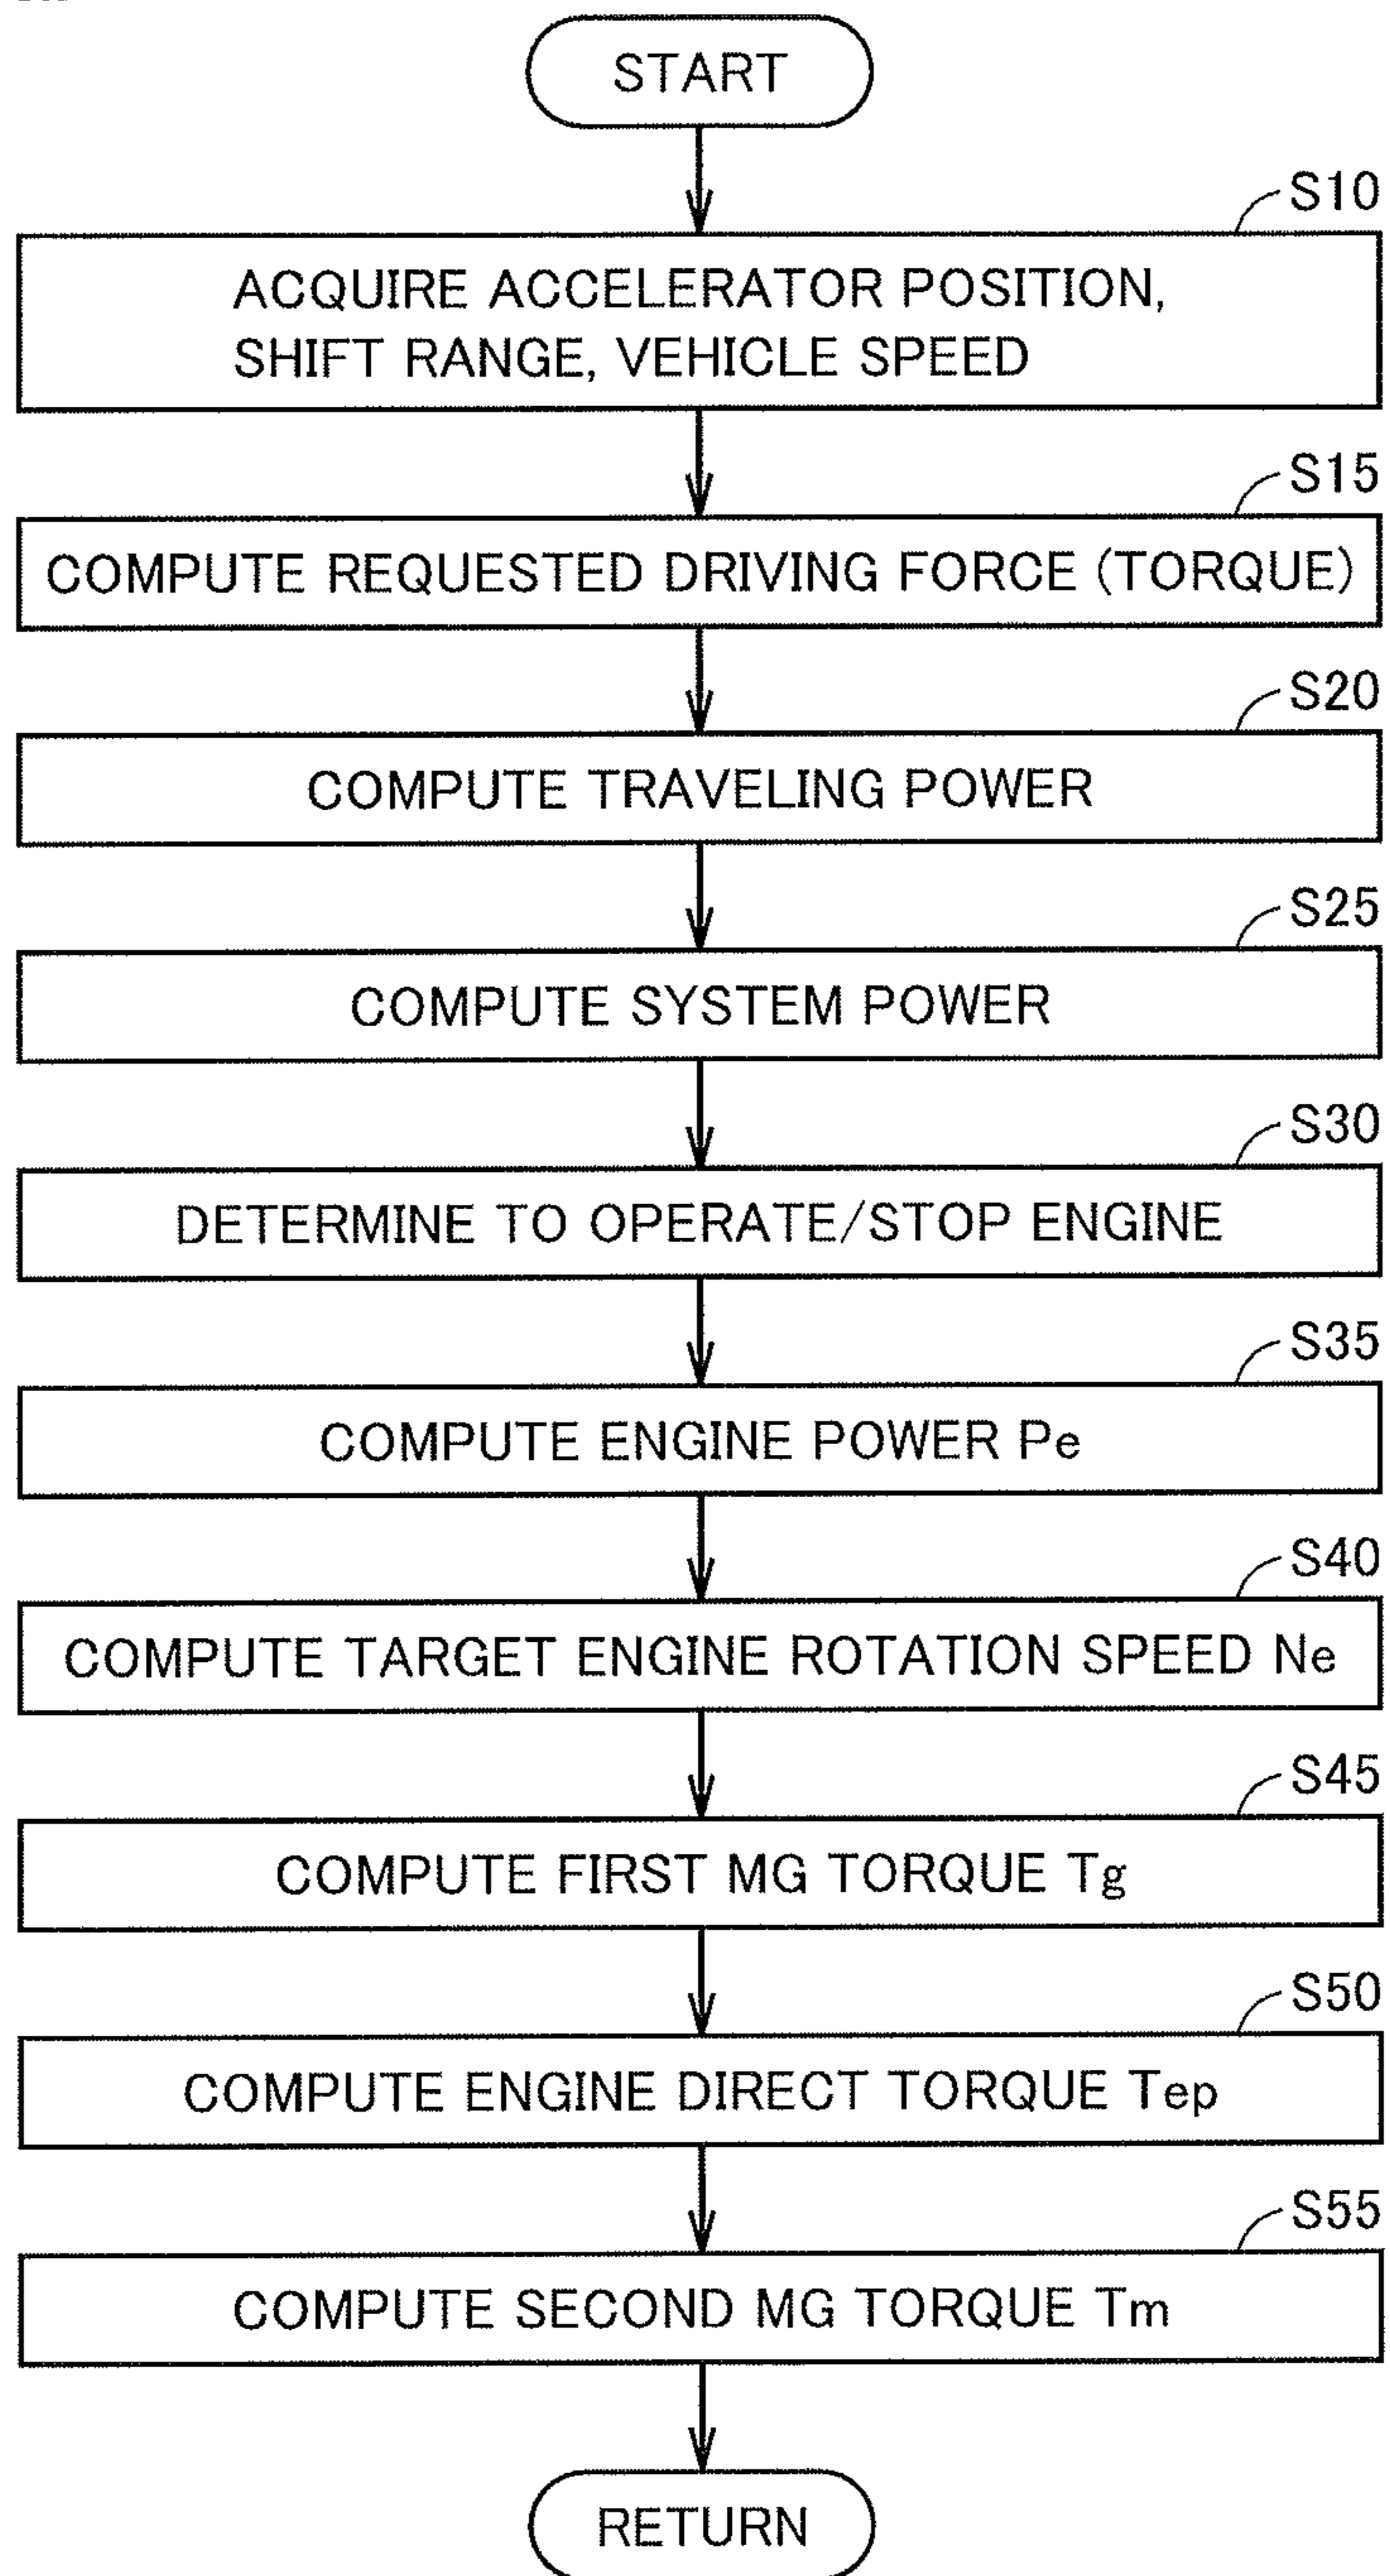 START
S10
ACQUIRE ACCELERATOR POSITION,
SHIFT RANGE, VEHICLE SPEED
S15
COMPUTE REQUESTED DRIVING FORCE (TORQUE)
S20
COMPUTE TRAVELING POWER
S25
COMPUTE SYSTEM POWER
S30
DETERMINE TO OPERATE/STOP ENGINE
S35
COMPUTE ENGINE POWER Pe
S40
COMPUTE TARGET ENGINE ROTATION SPEED Ne
S45
COMPUTE FIRST MG TORQUE Tg
S50
COMPUTE ENGINE DIRECT TORQUE Tep
S55
COMPUTE SECOND MG TORQUE Tm
RETURN